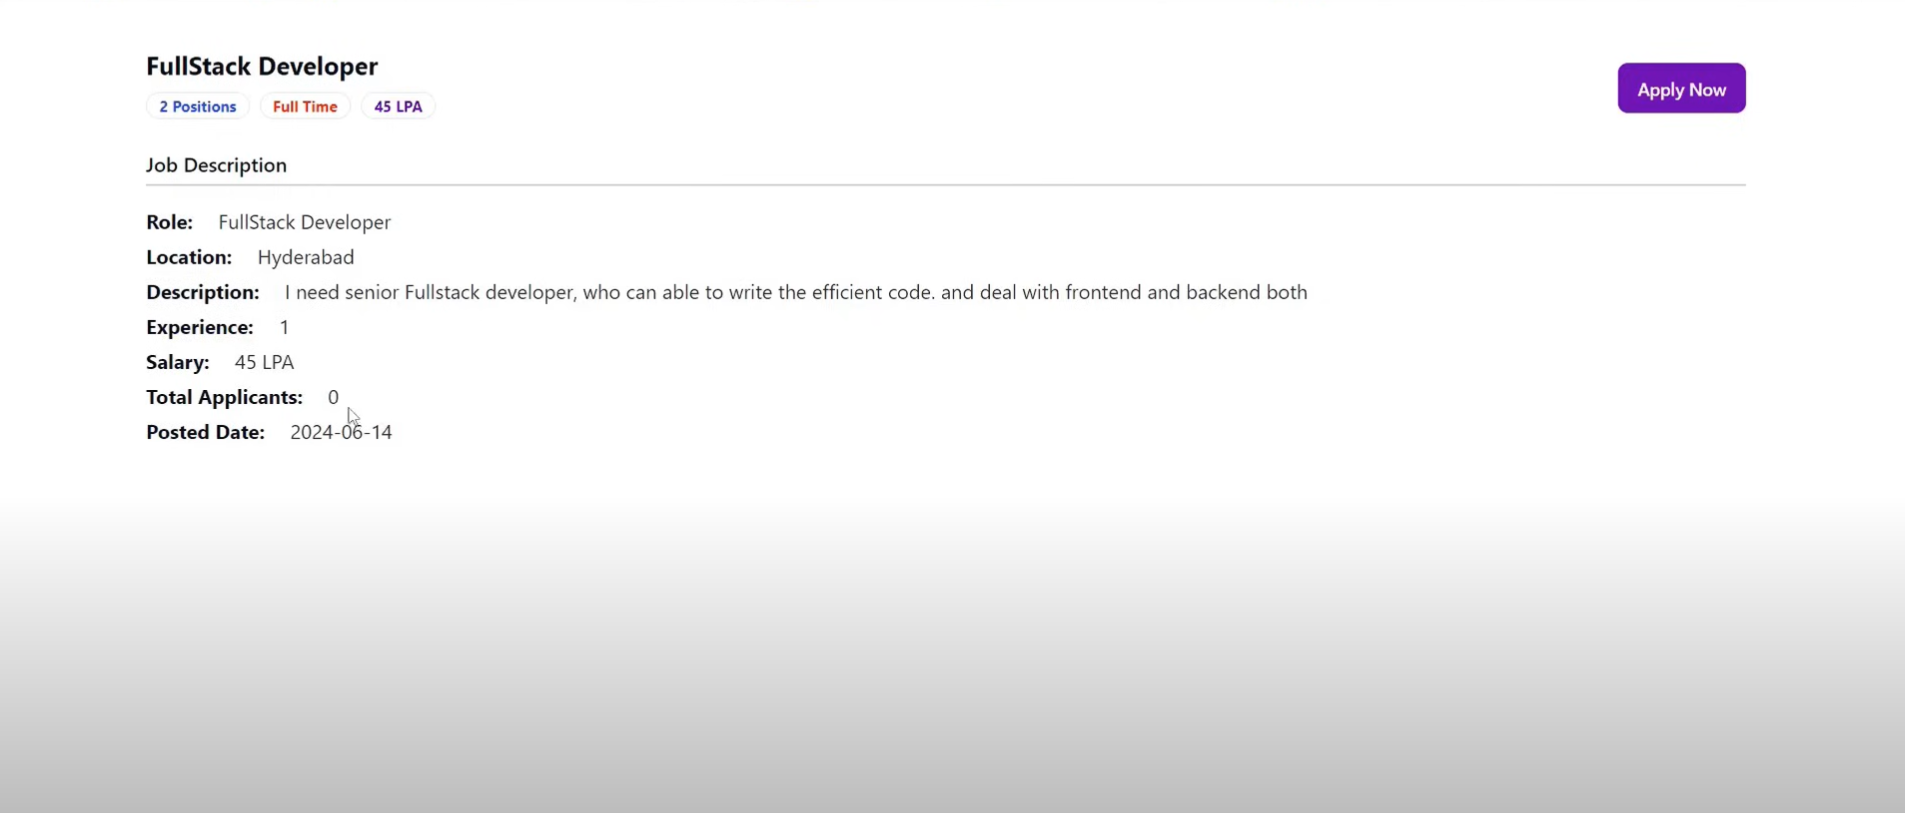 FullStack Developer
2 Positions Full Time 45 LPA
Apply Now
Job Description
Role: FullStack Developer
Location: Hyderabad
Description: I need senior Fullstack developer, who can able to write the efficient code. and deal with frontend and backend both
Experience: 1
Salary: 45 LPA
Total Applicants: 0
Posted Date: 2024-06-14